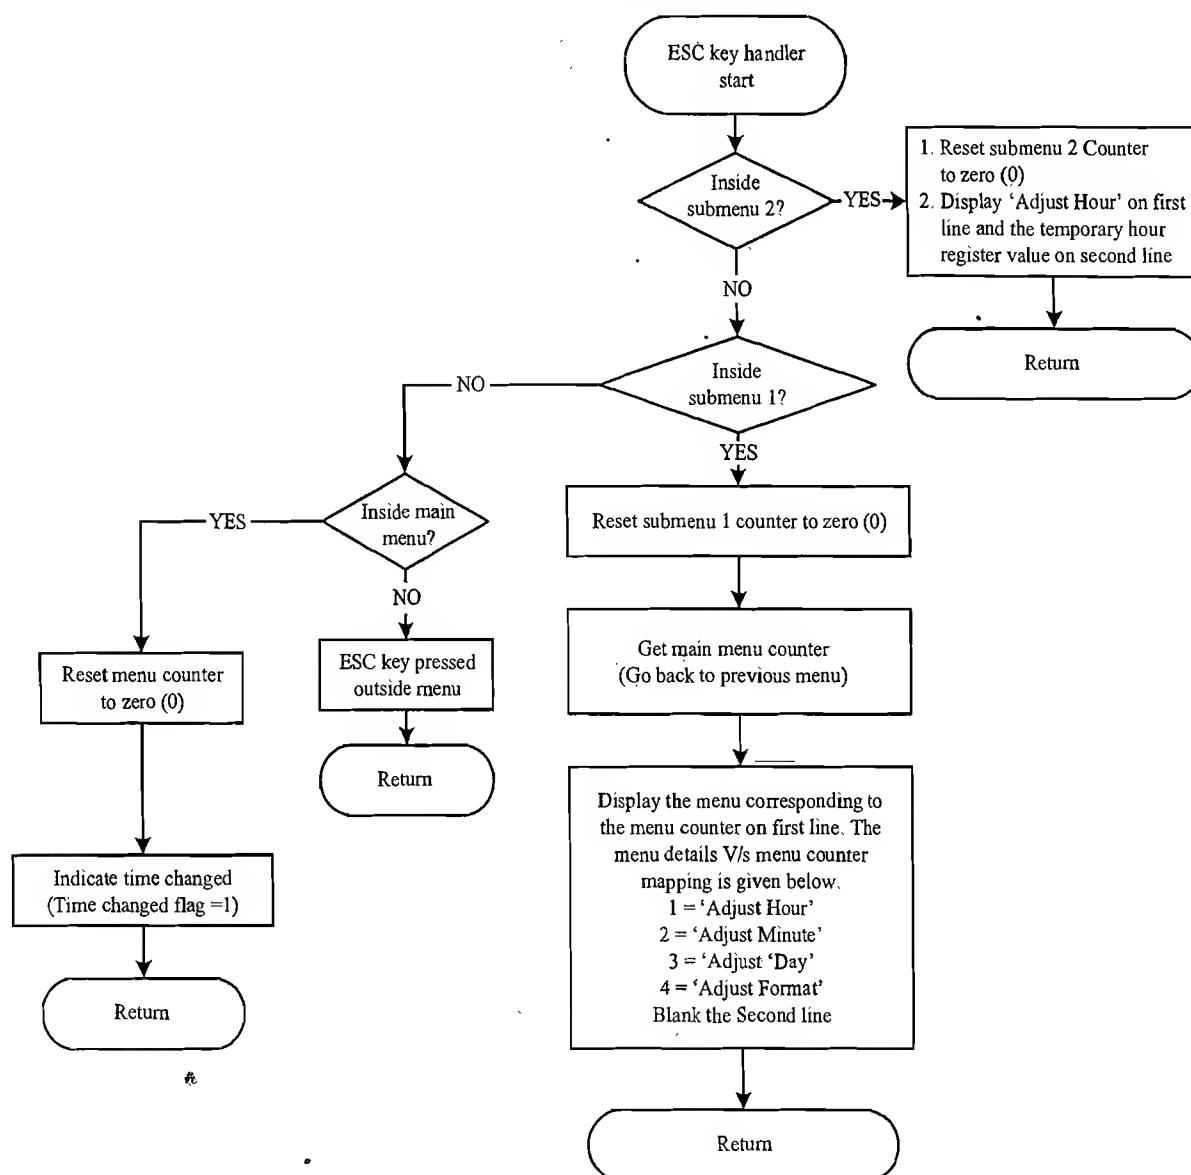 ESC key handler
start
Inside
submenu 2?
YES
1. Reset submenu 2 Counter
to zero (0)
2. Display ‘Adjust Hour’ on first
line and the temporary hour
register value on second line
Return
NO
Inside
submenu 1?
NO
YES
Inside main
menu?
YES
NO
Reset menu counter
to zero (0)
Indicate time changed
(Time changed flag =1)
Return
ESC key pressed
outside menu
Return
Reset submenu 1 counter to zero (0)
Get main menu counter
(Go back to previous menu)
Display the menu corresponding to
the menu counter on first line. The
menu details V/s menu counter
mapping is given below.
1 = ‘Adjust Hour’
2 = ‘Adjust Minute’
3 = ‘Adjust ‘Day’
4 = ‘Adjust Format’
Blank the Second line
Return